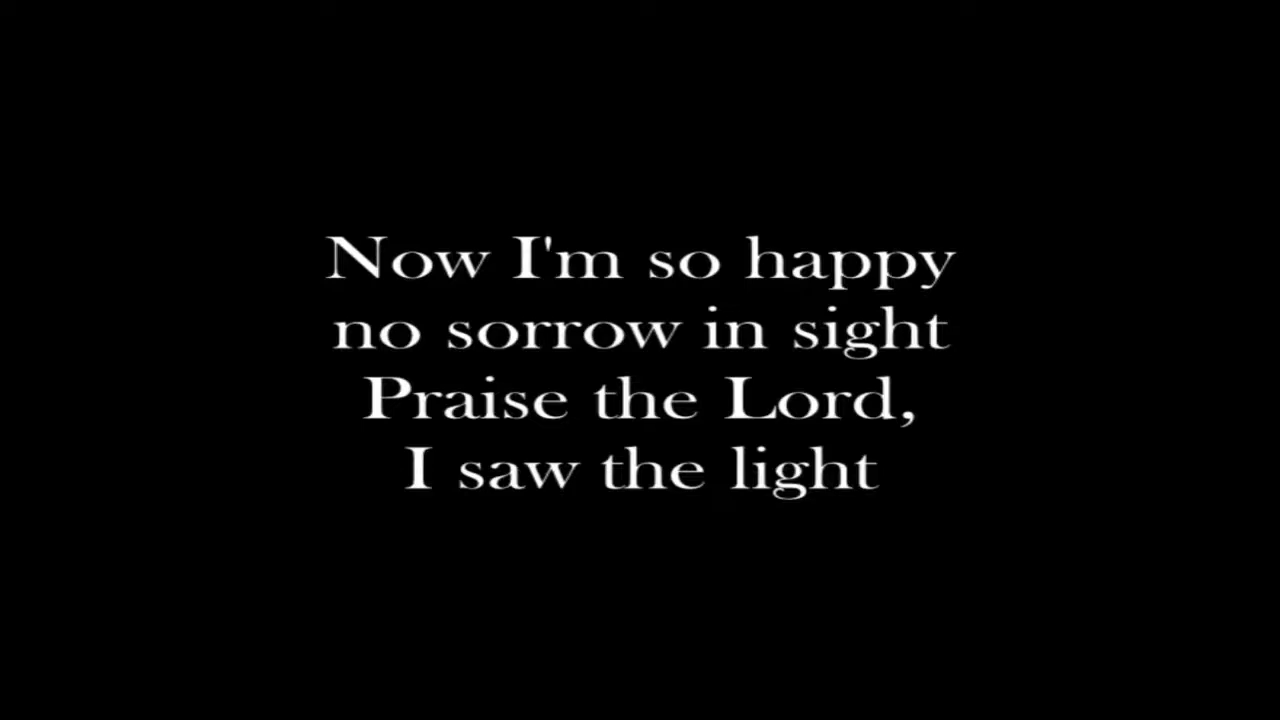 Now I'm so happy
no sorrow in sight
Praise the Lord,
I saw the light